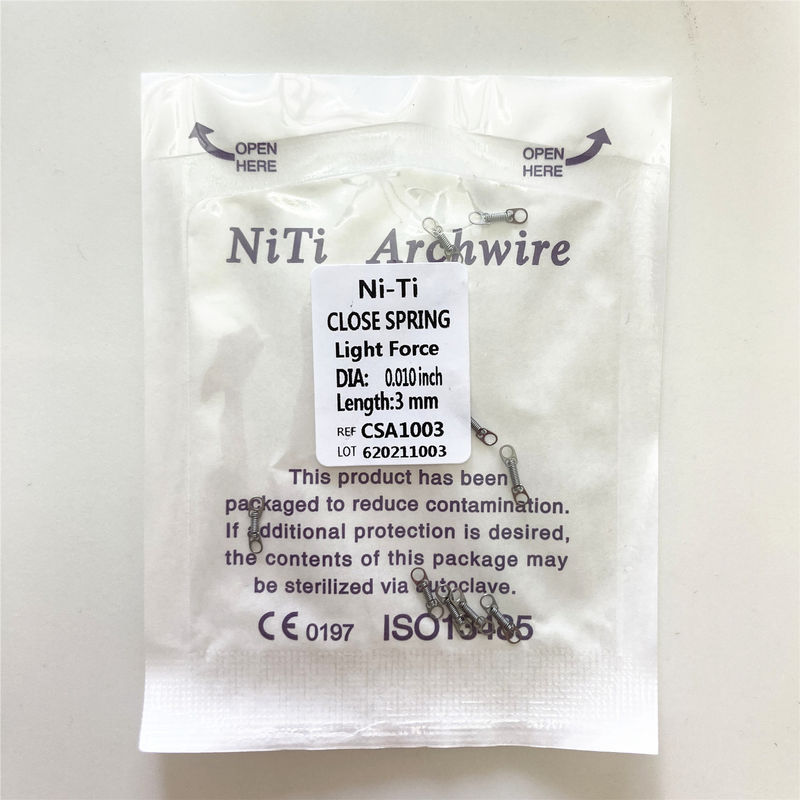 OPEN
HERE
OPEN
HERE
NiTi Archwire
Ni-Ti
CLOSE SPRING
Light Force
DIA: 0.010 inch
Length:3 mm
REF CSA1003
LOT 620211003
This product has been
packaged to reduce contamination.
If additional protection is desired,
the contents of this package may
be sterilized via autoclave.
CE 0197 ISO13485